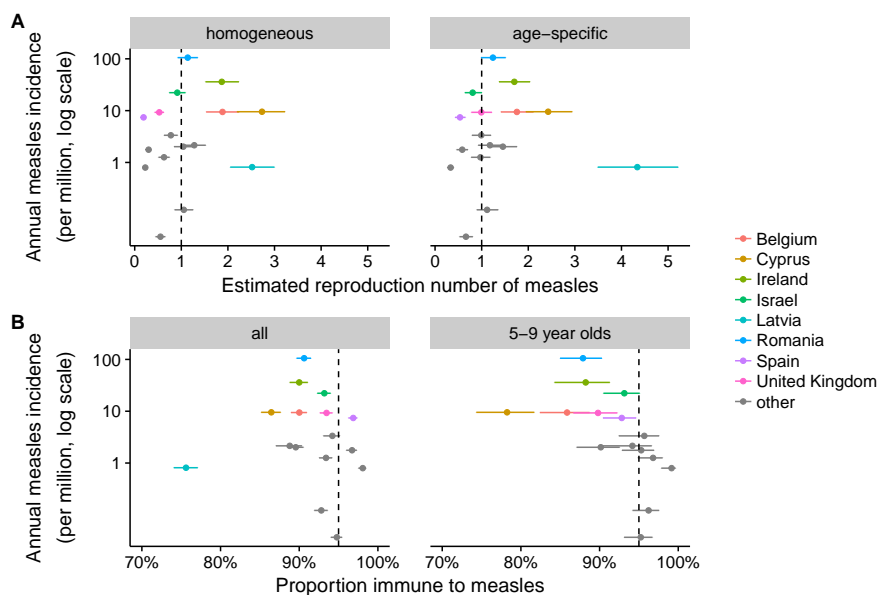 A
homogeneous
age−specific
Annual measles incidence
(per million, log scale)
100
10
1
0 1 2 3 4 5
0 1 2 3 4 5
Estimated reproduction number of measles
B
all
5−9 year olds
Annual measles incidence
(per million, log scale)
100
10
1
70% 80% 90% 100%
70% 80% 90% 100%
Proportion immune to measles
Belgium
Cyprus
Ireland
Israel
Latvia
Romania
Spain
United Kingdom
other